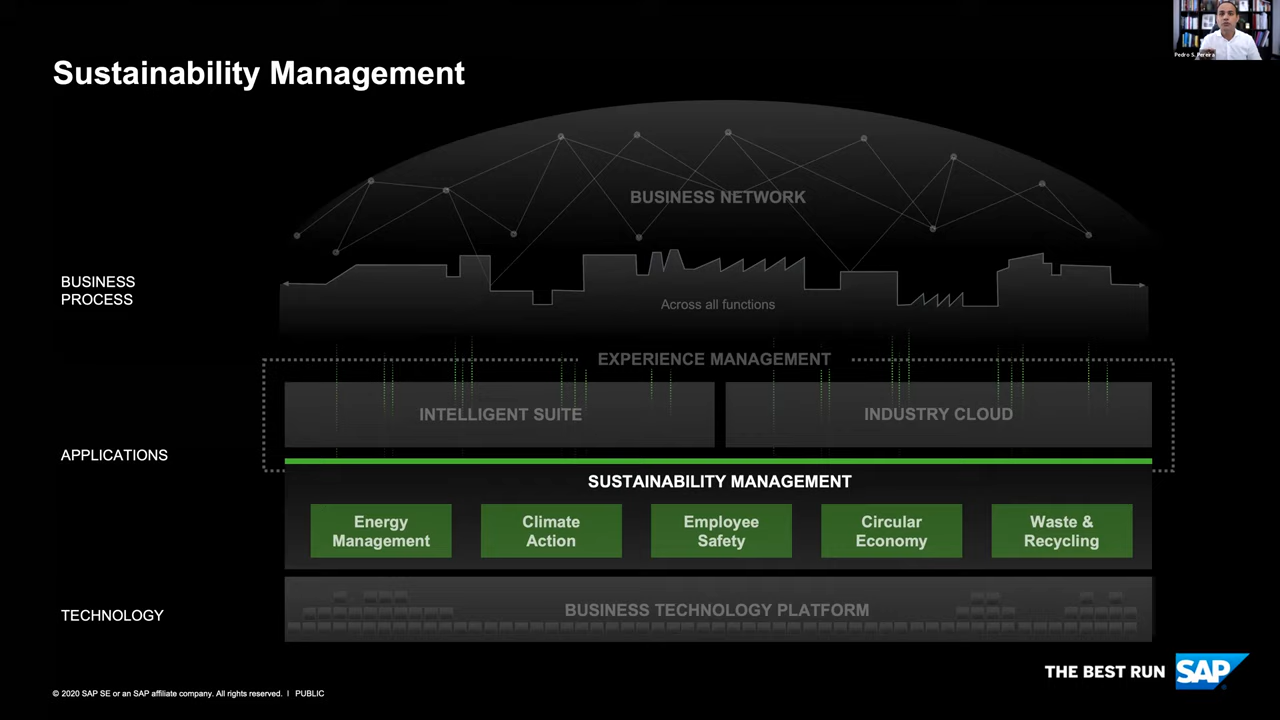 Pedro S. Pereira
Sustainability Management
BUSINESS NETWORK
BUSINESS
PROCESS
Across all functions
EXPERIENCE MANAGEMENT
INTELLIGENT SUITE
INDUSTRY CLOUD
APPLICATIONS
SUSTAINABILITY MANAGEMENT
Energy
Management
Climate
Action
Employee
Safety
Circular
Economy
Waste &
Recycling
TECHNOLOGY
BUSINESS TECHNOLOGY PLATFORM
THE BEST RUN SAP
© 2020 SAP SE or an SAP affiliate company. All rights reserved. | PUBLIC